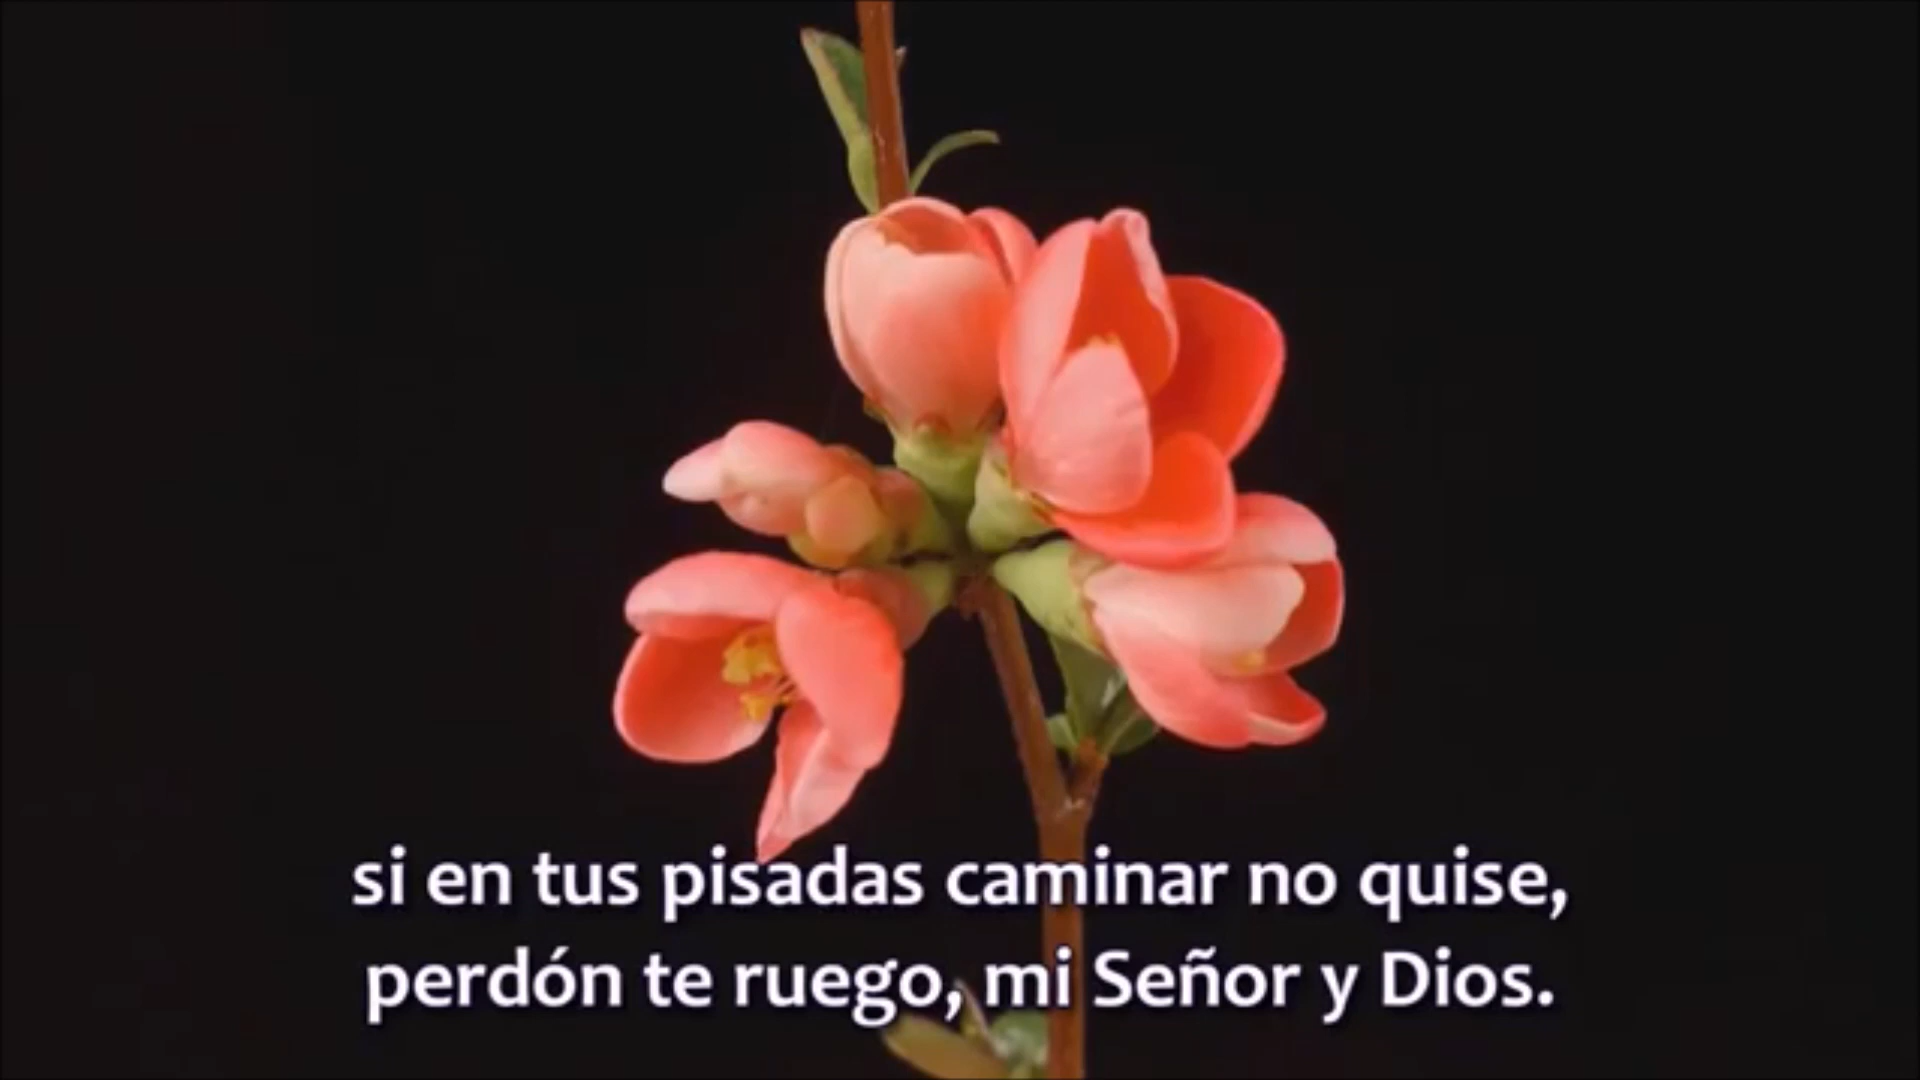 si en tus pisadas caminar no quise,
perdón te ruego, mi Señor y Dios.